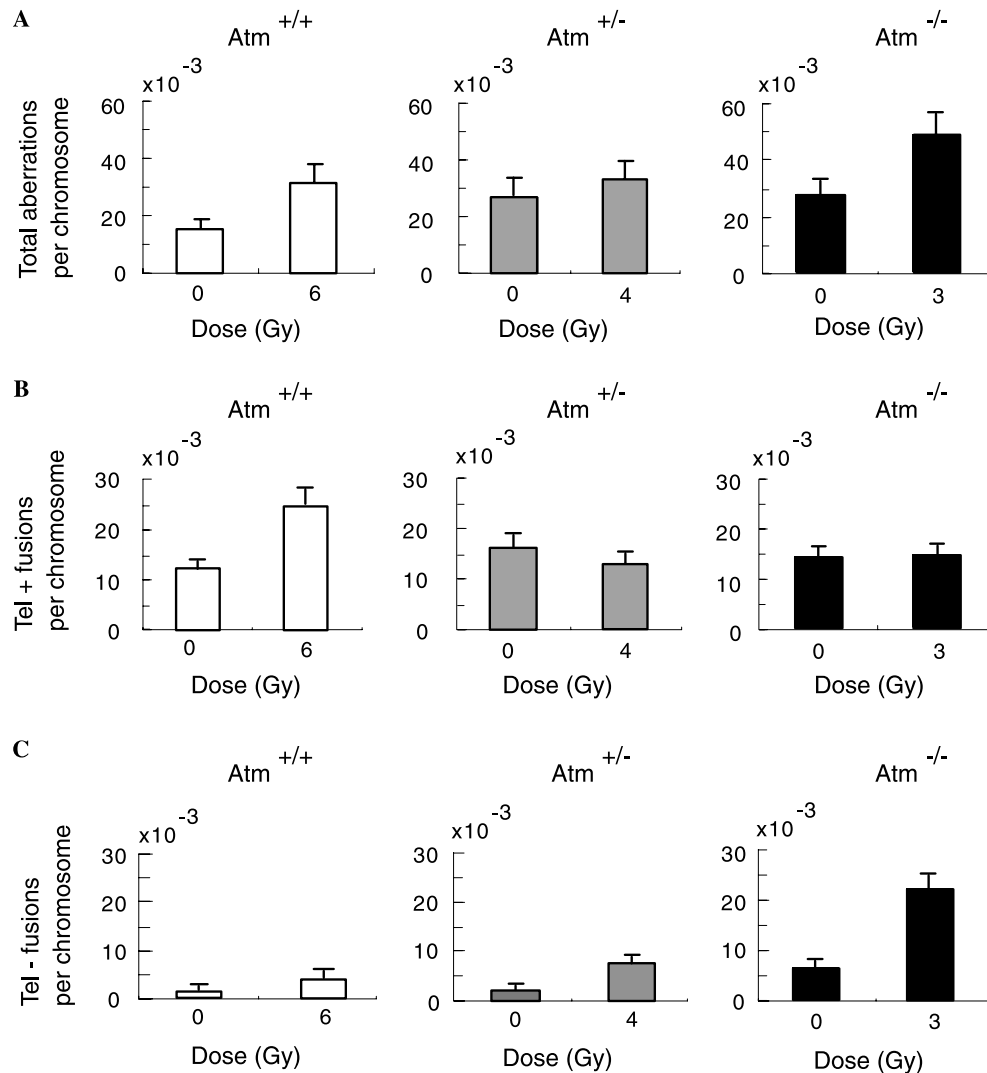 A
Atm +/+
Atm +/-
Atm -/-
Total aberrations
per chromosome
x10 -3
60
40
20
0
0
6
Dose (Gy)
x10 -3
60
40
20
0
0
4
Dose (Gy)
x10 -3
60
40
20
0
0
3
Dose (Gy)
B
Atm +/+
Atm +/-
Atm -/-
Tel + fusions
per chromosome
x10 -3
30
20
10
0
0
6
Dose (Gy)
x10 -3
30
20
10
0
0
4
Dose (Gy)
x10 -3
30
20
10
0
0
3
Dose (Gy)
C
Atm +/+
Atm +/-
Atm -/-
Tel - fusions
per chromosome
x10 -3
30
20
10
0
0
6
Dose (Gy)
x10 -3
30
20
10
0
0
4
Dose (Gy)
x10 -3
30
20
10
0
0
3
Dose (Gy)